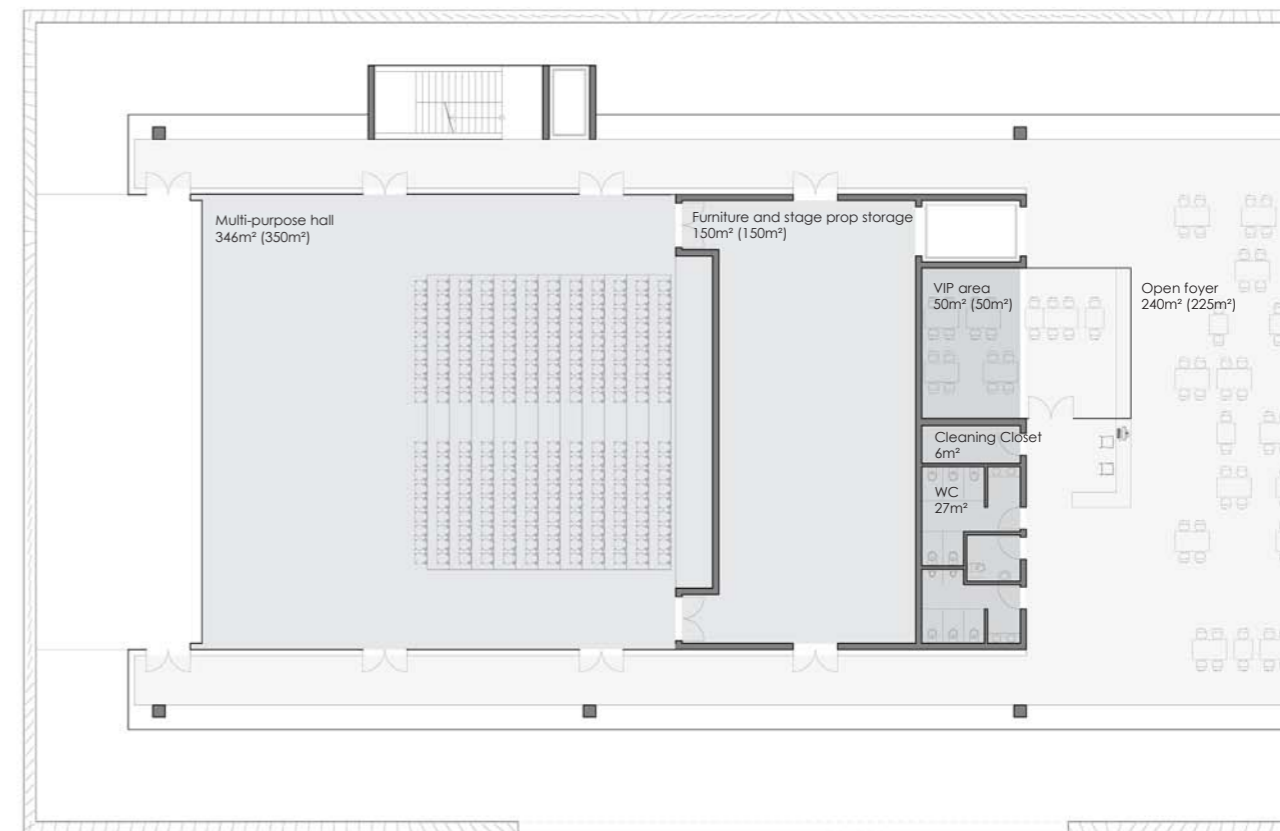 Multi-purpose hall
346m² (350m²)
Furniture and stage prop storage
150m² (150m²)
VIP area
50m² (50m²)
Open foyer
240m² (225m²)
Cleaning Closet
6m²
WC
27m²